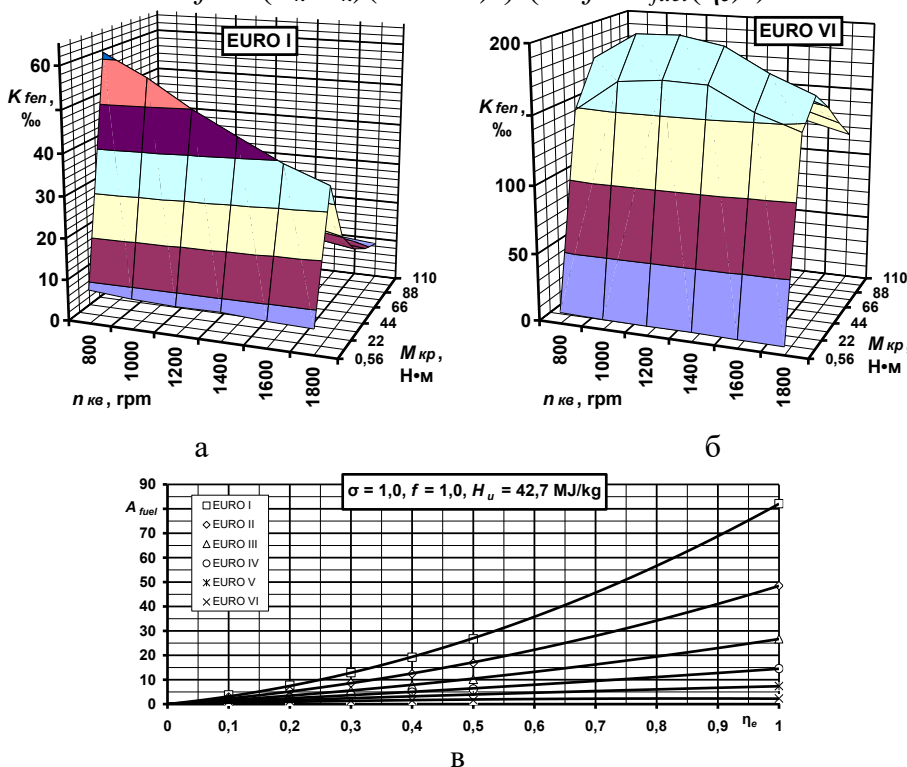 EURO I
60
K fen ,
‰
40
30
20
10
0
110
88
66
44
22
0,56
M кр ,
Н•м
800
1000
1200
1400
1600
1800
n кв , rpm
а
EURO VI
200
K fen ,
‰
100
50
0
110
88
66
44
22
0,56
M кр ,
Н•м
800
1000
1200
1400
1600
1800
n кв , rpm
б
σ = 1,0, f = 1,0, H u = 42,7 MJ/kg
90
A fuel
70
60
50
40
30
20
10
0
EURO I
EURO II
EURO III
EURO IV
EURO V
EURO VI
0 0,1 0,2 0,3 0,4 0,5 0,6 0,7 0,8 0,9 ηe 1
в